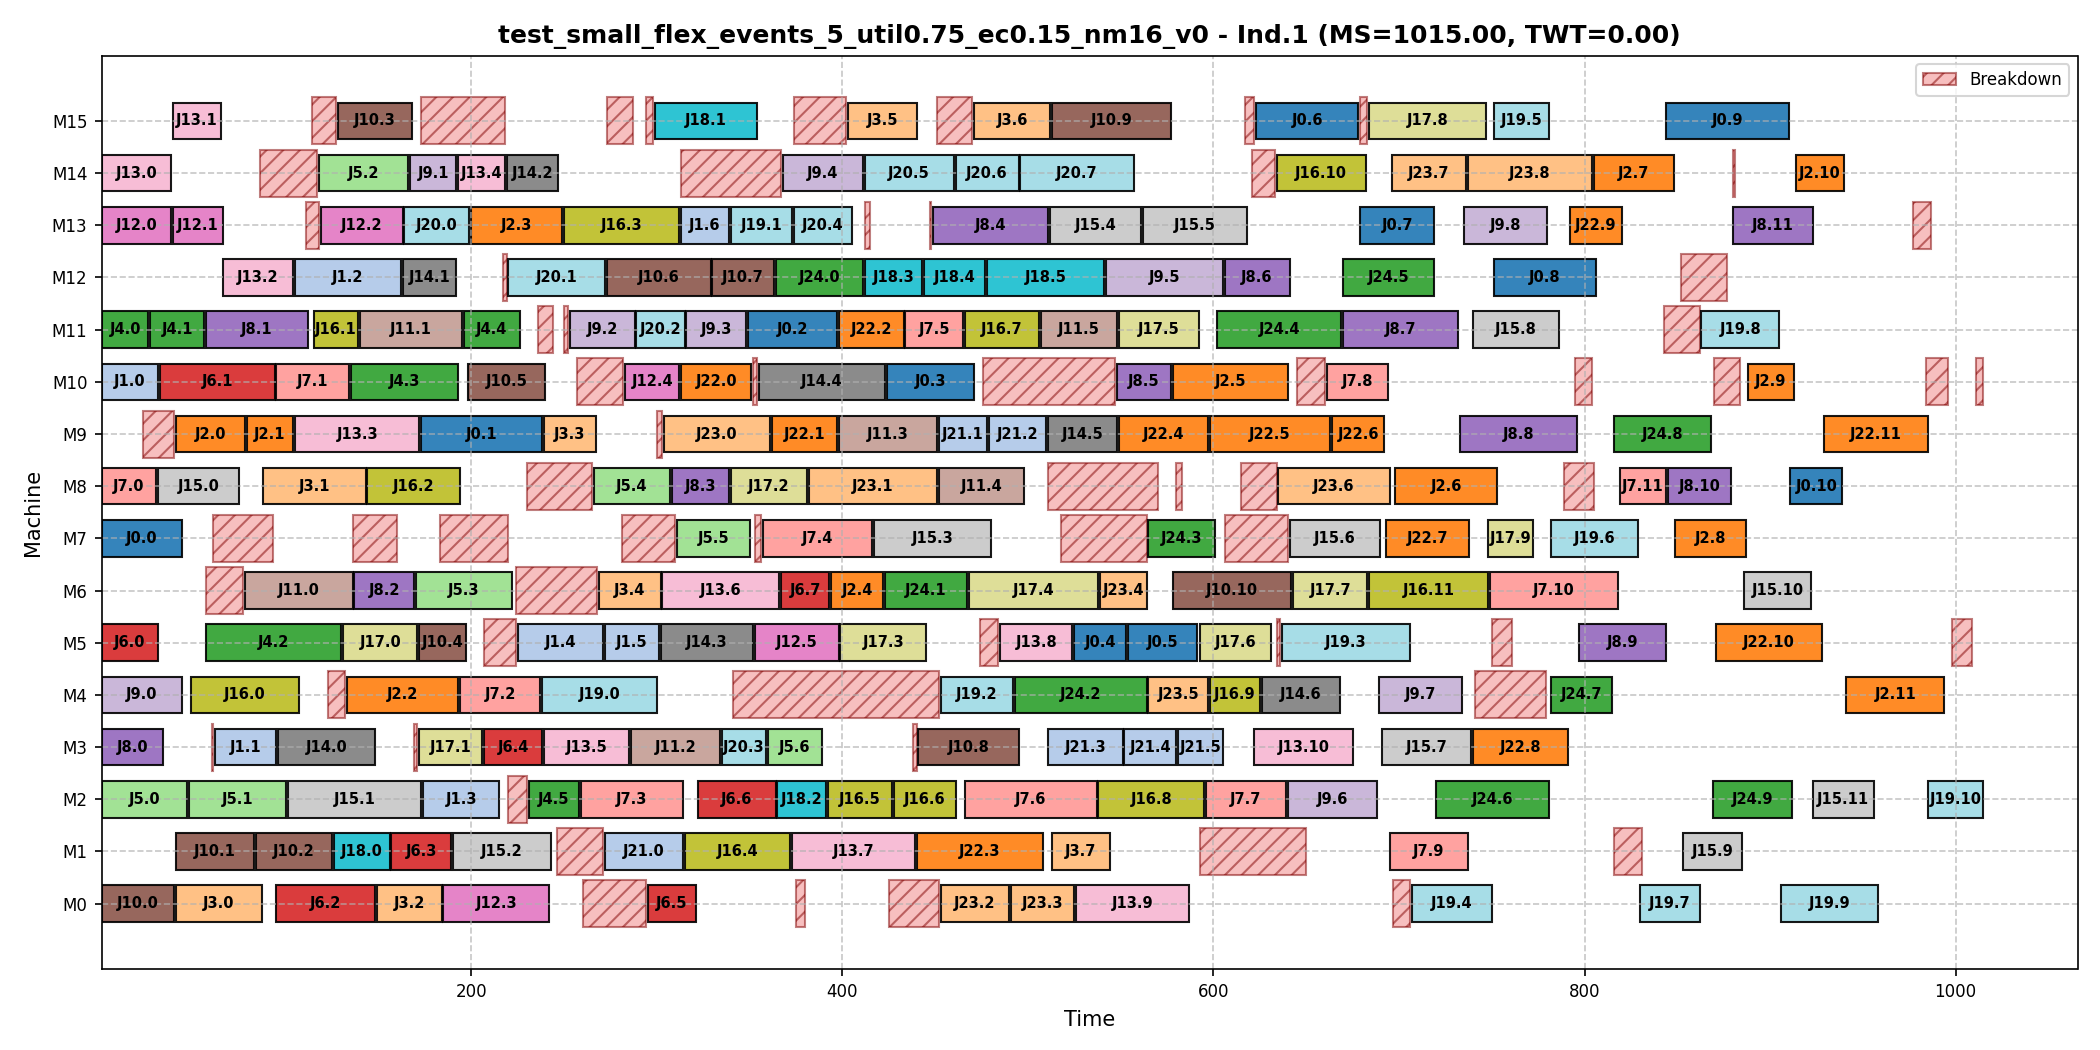 test_small_flex_events_5_util0.75_ec0.15_nm16_v0 - Ind.1 (MS=1015.00, TWT=0.00)
Breakdown
M15 J13.1 J10.3 J18.1 J3.5 J3.6 J10.9 J0.6 J17.8 J19.5 J0.9
M14 J13.0 J5.2 J9.1 J13.4 J14.2 J9.4 J20.5 J20.6 J20.7 J16.10 J23.7 J23.8 J2.7 J2.10
M13 J12.0 J12.1 J12.2 J20.0 J2.3 J16.3 J1.6 J19.1 J20.4 J8.4 J15.4 J15.5 J0.7 J9.8 J22.9 J8.11
M12 J13.2 J1.2 J14.1 J20.1 J10.6 J10.7 J24.0 J18.3 J18.4 J18.5 J9.5 J8.6 J24.5 J0.8
M11 J4.0 J4.1 J8.1 J16.1 J11.1 J4.4 J9.2 J20.2 J9.3 J0.2 J22.2 J7.5 J16.7 J11.5 J17.5 J24.4 J8.7 J15.8 J19.8
M10 J1.0 J6.1 J7.1 J4.3 J10.5 J12.4 J22.0 J14.4 J0.3 J8.5 J2.5 J7.8 J2.9
M9 J2.0 J2.1 J13.3 J0.1 J3.3 J23.0 J22.1 J11.3 J21.1 J21.2 J14.5 J22.4 J22.5 J22.6 J8.8 J24.8 J22.11
M8 J7.0 J15.0 J3.1 J16.2 J5.4 J8.3 J17.2 J23.1 J11.4 J23.6 J2.6 J7.11 J8.10 J0.10
M7 J0.0 J5.5 J7.4 J15.3 J24.3 J15.6 J22.7 J17.9 J19.6 J2.8
M6 J11.0 J8.2 J5.3 J3.4 J13.6 J6.7 J2.4 J24.1 J17.4 J23.4 J10.10 J17.7 J16.11 J7.10 J15.10
M5 J6.0 J4.2 J17.0 J10.4 J1.4 J1.5 J14.3 J12.5 J17.3 J13.8 J0.4 J0.5 J17.6 J19.3 J8.9 J22.10
M4 J9.0 J16.0 J2.2 J7.2 J19.0 J19.2 J24.2 J23.5 J16.9 J14.6 J9.7 J24.7 J2.11
M3 J8.0 J1.1 J14.0 J17.1 J6.4 J13.5 J11.2 J20.3 J5.6 J10.8 J21.3 J21.4 J21.5 J13.10 J15.7 J22.8
M2 J5.0 J5.1 J15.1 J1.3 J4.5 J7.3 J6.6 J18.2 J16.5 J16.6 J7.6 J16.8 J7.7 J9.6 J24.6 J24.9 J15.11 J19.10
M1 J10.1 J10.2 J18.0 J6.3 J15.2 J21.0 J16.4 J13.7 J22.3 J3.7 J7.9 J15.9
M0 J10.0 J3.0 J6.2 J3.2 J12.3 J6.5 J23.2 J23.3 J13.9 J19.4 J19.7 J19.9
200 400 600 800 1000
Time
Machine